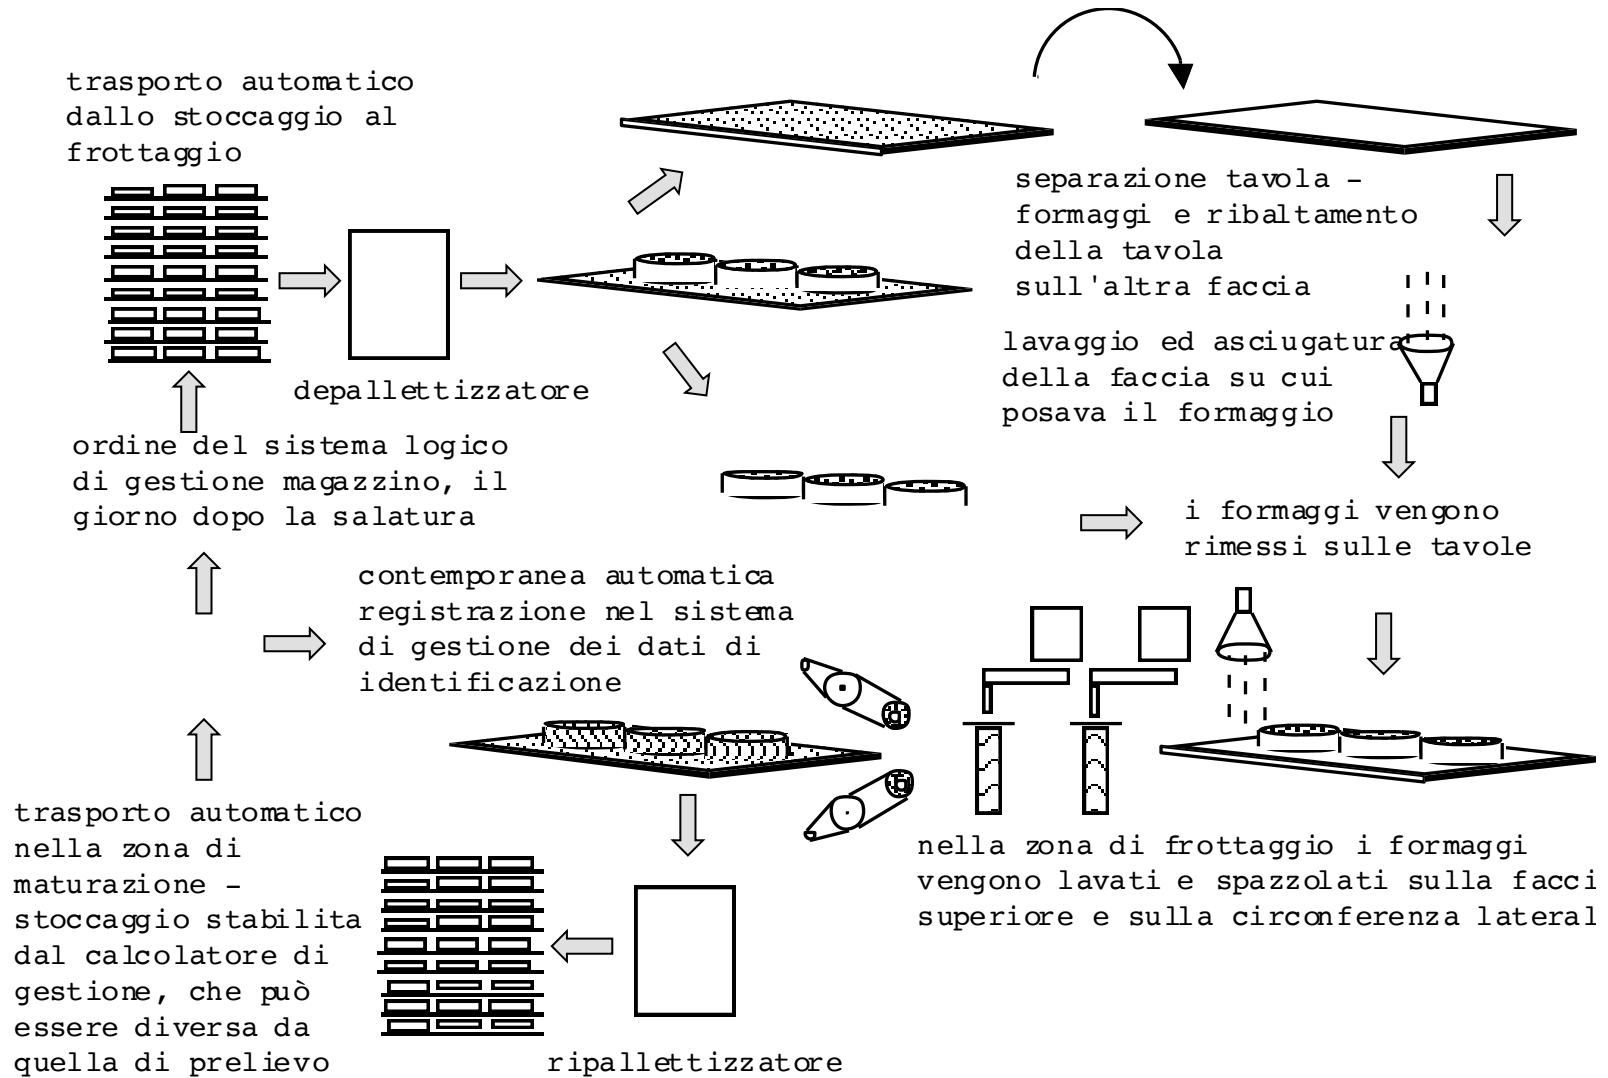 trasporto automatico
dallo stoccaggio al
frottaggio
separazione tavola –
formaggi e ribaltamento
della tavola
sull'altra faccia
lavaggio ed asciugatura
della faccia su cui
posava il formaggio
depallettizzatore
ordine del sistema logico
di gestione magazzino, il
giorno dopo la salatura
i formaggi vengono
rimessi sulle tavole
contemporanea automatica
registrazione nel sistema
di gestione dei dati di
identificazione
trasporto automatico
nella zona di
maturazione –
stoccaggio stabilita
dal calcolatore di
gestione, che può
essere diversa da
quella di prelievo
nella zona di frottaggio i formaggi
vengono lavati e spazzolati sulla facci
superiore e sulla circonferenza lateral
ripallettizzatore